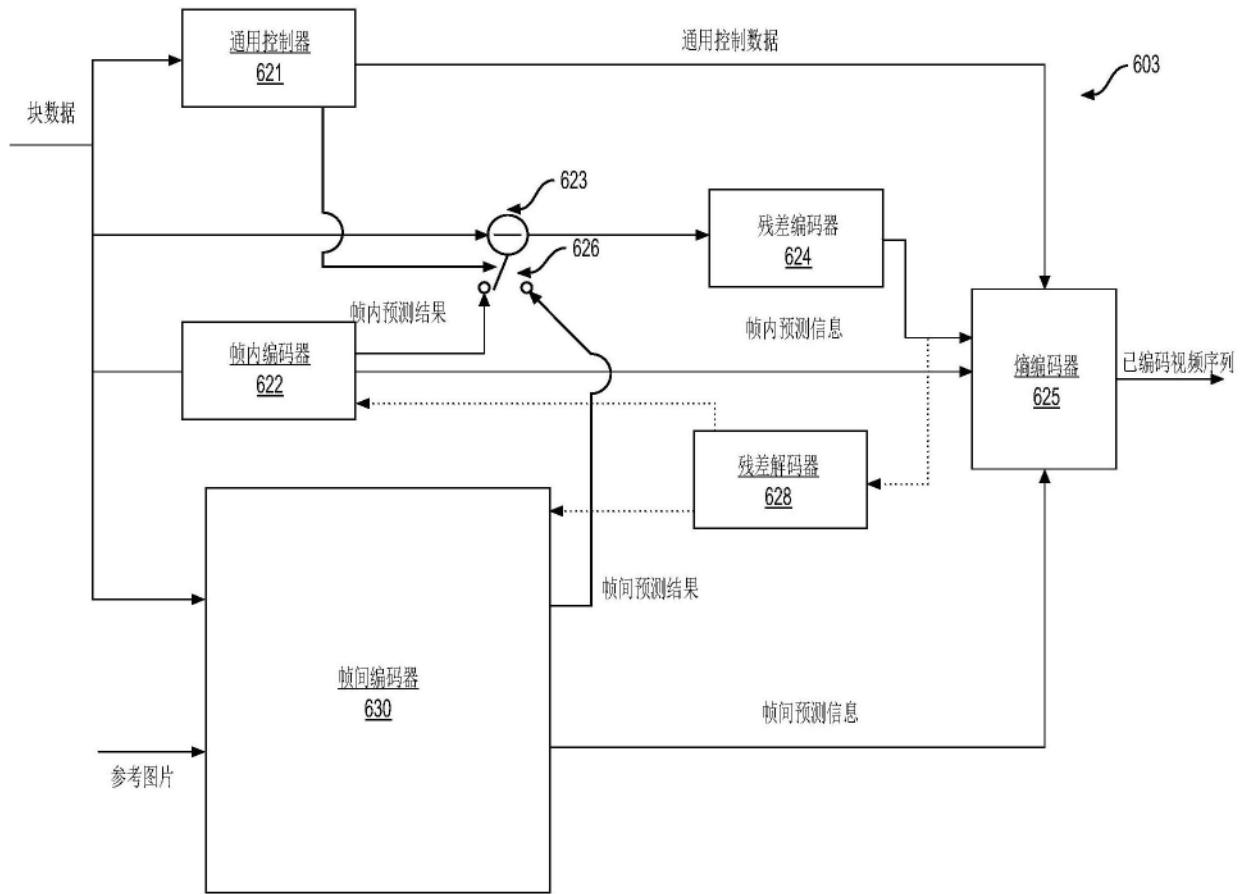 通用控制器
621
通用控制数据
603
块数据
623
残差编码器
624
626
帧内预测结果
帧内预测信息
帧内编码器
622
熵编码器
625
已编码视频序列
残差解码器
628
帧间预测结果
帧间编码器
630
帧间预测信息
参考图片